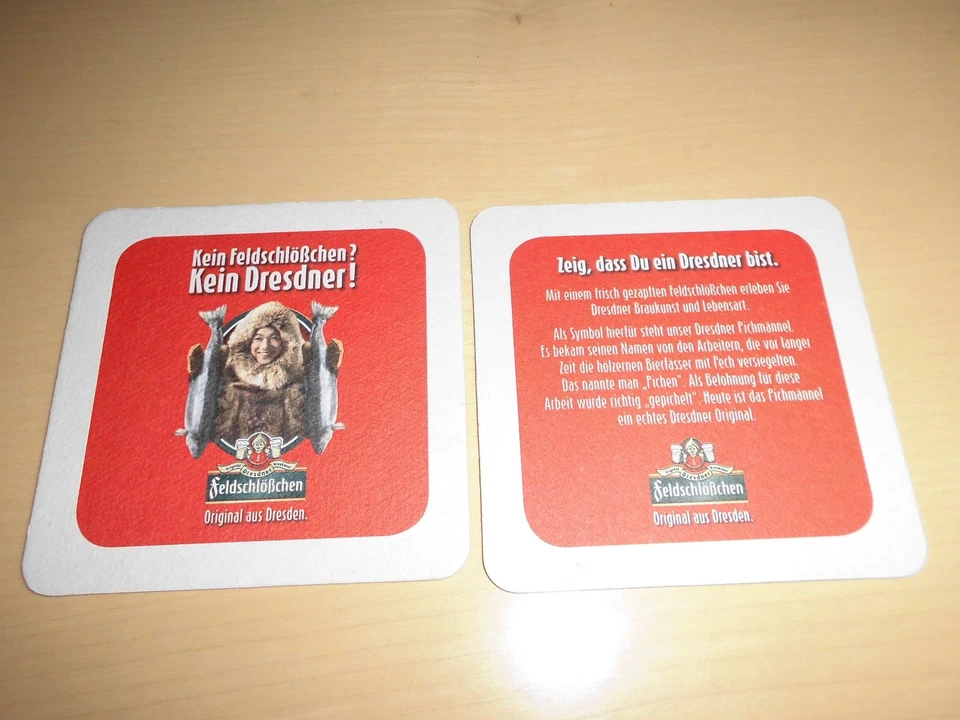 Kein Feldschlößchen?
Kein Dresdner!
Dresdner
Feldschlößchen
Original aus Dresden.
Zeig, dass Du ein Dresdner bist.
Mit einem frisch gezapften Feldschlößchen erleben Sie
Dresdner Braukunst und Lebensart.
Als Symbol hierfür steht unser Dresdner Pichmännel.
Es bekam seinen Namen von den Arbeitern, die vor langer
Zeit die hölzernen Bierfässer mit Pech versiegelten.
Das nannte man „Pichen". Als Belohnung für diese
Arbeit wurde richtig „gepichelt". Heute ist das Pichmännel
ein echtes Dresdner Original.
Dresdner
Feldschlößchen
Original aus Dresden.